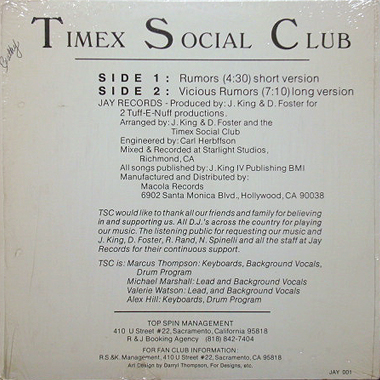 TIMEX SOCIAL CLUB
SIDE 1: Rumors (4:30) short version
SIDE 2: Vicious Rumors (7:10) long version
JAY RECORDS - Produced by: J. King & D. Foster for
2 Tuff-E-Nuff productions.
Arranged by: J. King & D. Foster and the
Timex Social Club
Engineered by: Carl Herbffson
Mixed & Recorded at Starlight Studios,
Richmond, CA
All songs published by: J. King IV Publishing BMI
Manufactured and Distributed by:
Macola Records
6902 Santa Monica Blvd., Hollywood, CA 90038
TSC would like to thank all our friends and family for believing
in and supporting us. All D.J.'s across the country for playing
our music. The listening public for requesting our music and
J. King, D. Foster, R. Rand, N. Spinelli and all the staff at Jay
Records for their continuous support.
TSC is: Marcus Thompson: Keyboards, Background Vocals,
Drum Program
Michael Marshall: Lead and Background Vocals
Valerie Watson: Lead, and Background Vocals
Alex Hill: Keyboards, Drum Program
TOP SPIN MANAGEMENT
410 U Street #22, Sacramento, California 95818
R & J Booking Agency (818) 842-7404
FOR FAN CLUB INFORMATION:
R.S.&K. Management, 410 U Street #22, Sacramento, CA 95818
Art Design by Darryl Thompson, For Designs, etc.
JAY 001